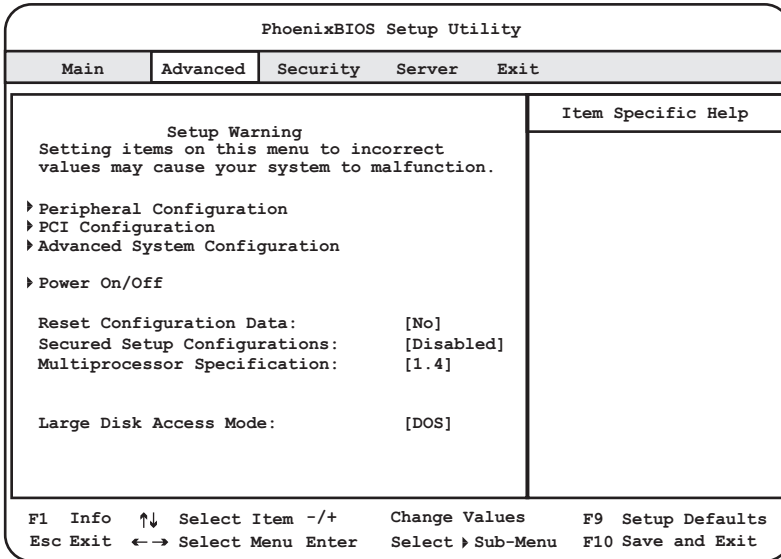 PhoenixBIOS Setup Utility
Main Advanced Security Server Exit
Item Specific Help
Setup Warning
Setting items on this menu to incorrect
values may cause your system to malfunction.
Peripheral Configuration
PCI Configuration
Advanced System Configuration
Power On/Off
Reset Configuration Data: [No]
Secured Setup Configurations: [Disabled]
Multiprocessor Specification: [1.4]
Large Disk Access Mode: [DOS]
F1 Info ↑↓ Select Item -/+ Change Values F9 Setup Defaults
Esc Exit ←→ Select Menu Enter Select ▸ Sub-Menu F10 Save and Exit